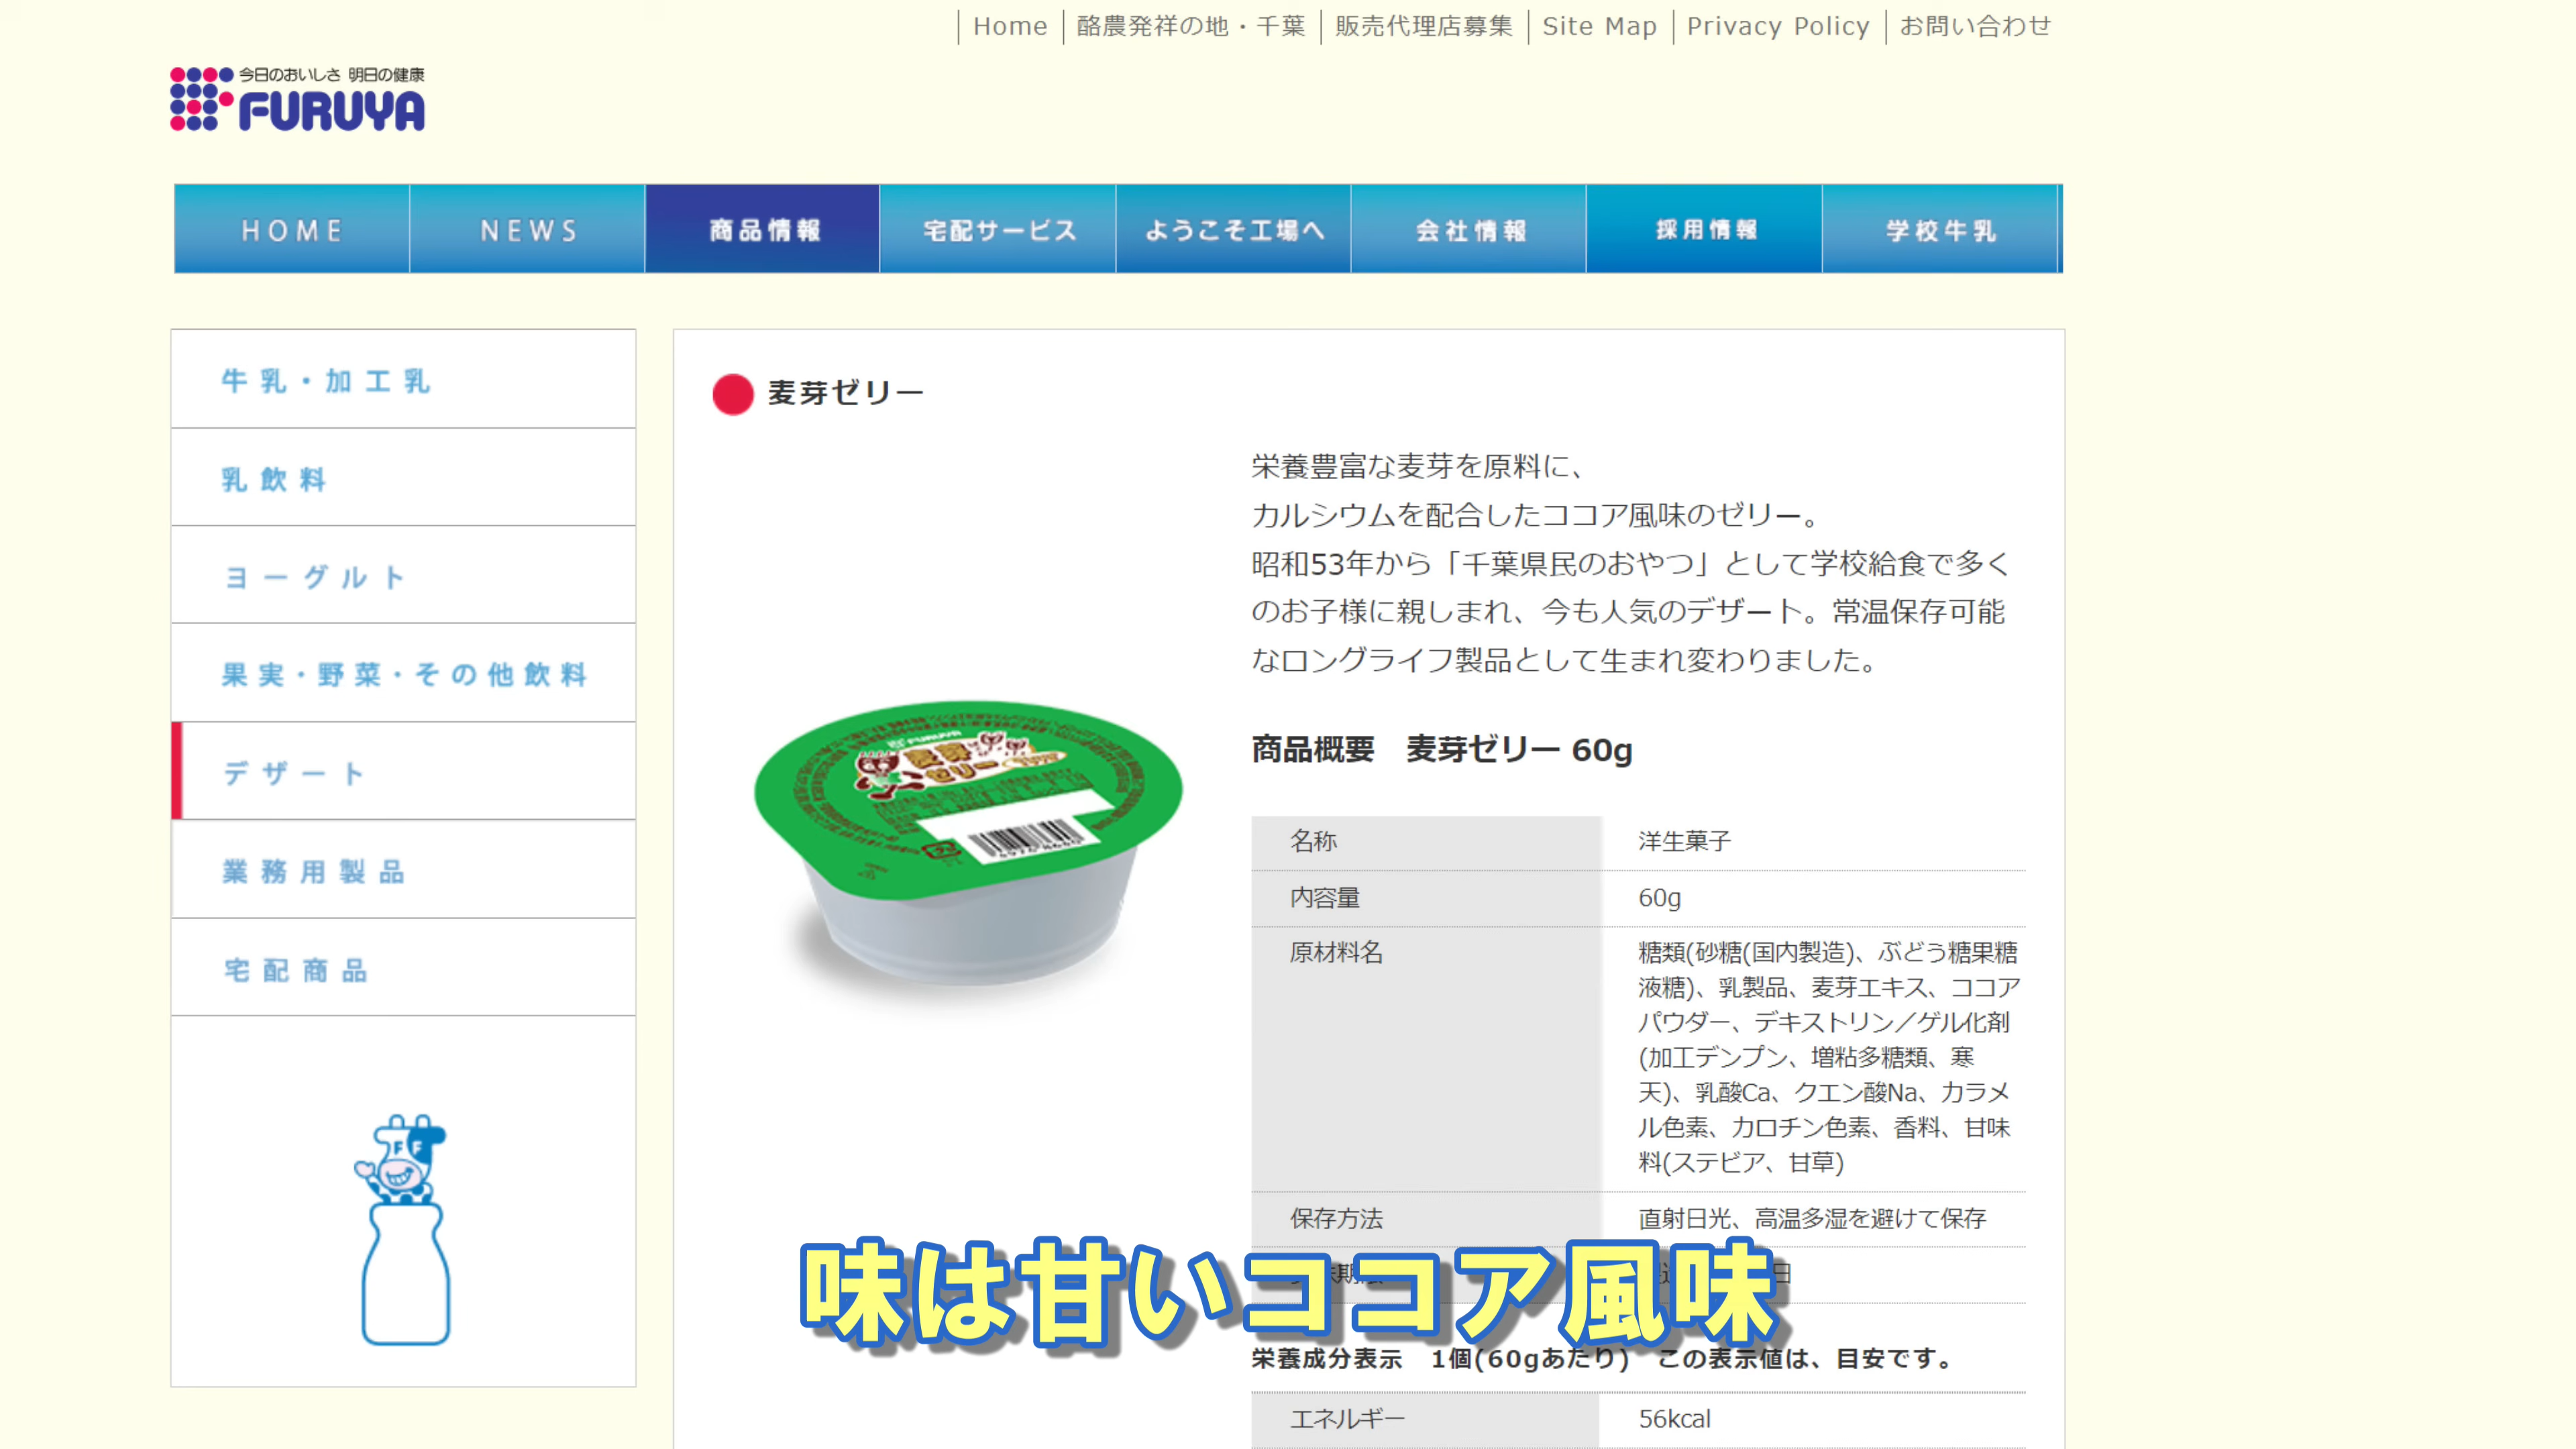 Home
酪農発祥の地・千葉
販売代理店募集
Site Map
Privacy Policy
お問い合わせ
今日のおいしさ 明日の健康
FURUYA
HOME
NEWS
商品情報
宅配サービス
ようこそ工場へ
会社情報
採用情報
学校牛乳
牛乳・加工乳
乳飲料
ヨーグルト
果実・野菜・その他飲料
デザート
業務用製品
宅配商品
麦芽ゼリー
栄養豊富な麦芽を原料に、
カルシウムを配合したココア風味のゼリー。
昭和53年から「千葉県民のおやつ」として学校給食で多く
のお子様に親しまれ、今も人気のデザート。常温保存可能
なロングライフ製品として生まれ変わりました。
FURUYA
麦芽
ゼリー
商品概要　麦芽ゼリー 60g
名称
洋生菓子
内容量
60g
原材料名
糖類(砂糖(国内製造)、ぶどう糖果糖
液糖)、乳製品、麦芽エキス、ココア
パウダー、デキストリン／ゲル化剤
(加工デンプン、増粘多糖類、寒
天)、乳酸Ca、クエン酸Na、カラメ
ル色素、カロチン色素、香料、甘味
料(ステビア、甘草)
保存方法
直射日光、高温多湿を避けて保存
味は甘いココア風味
栄養成分表示　1個(60gあたり)　この表示値は、目安です。
エネルギー
56kcal